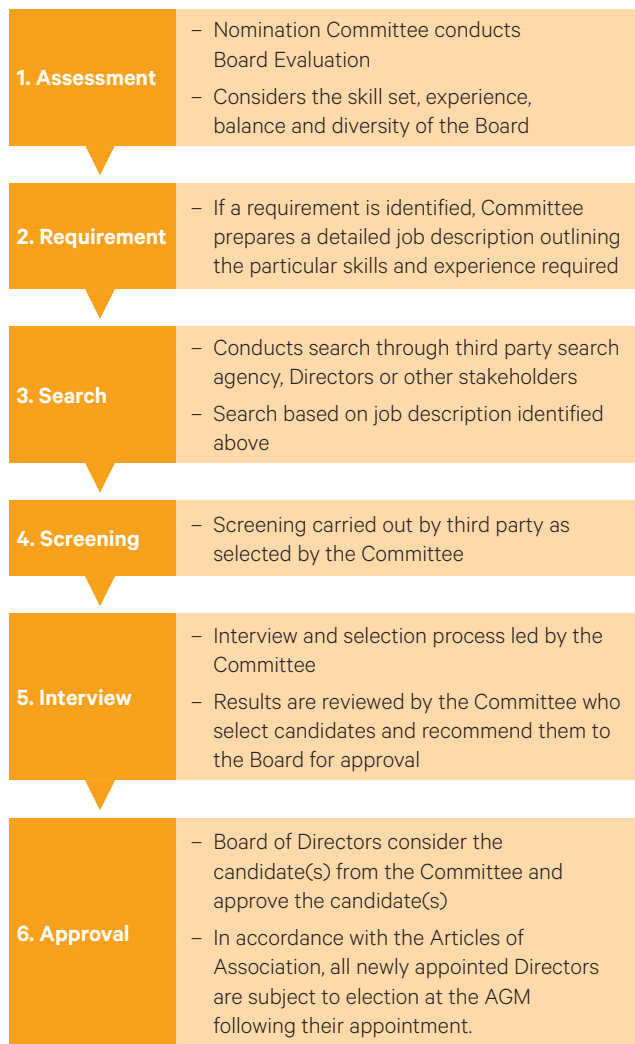 1. Assessment
– Nomination Committee conducts
Board Evaluation
– Considers the skill set, experience,
balance and diversity of the Board
2. Requirement
– If a requirement is identified, Committee
prepares a detailed job description outlining
the particular skills and experience required
3. Search
– Conducts search through third party search
agency, Directors or other stakeholders
– Search based on job description identified
above
4. Screening
– Screening carried out by third party as
selected by the Committee
5. Interview
– Interview and selection process led by the
Committee
– Results are reviewed by the Committee who
select candidates and recommend them to
the Board for approval
6. Approval
– Board of Directors consider the
candidate(s) from the Committee and
approve the candidate(s)
– In accordance with the Articles of
Association, all newly appointed Directors
are subject to election at the AGM
following their appointment.